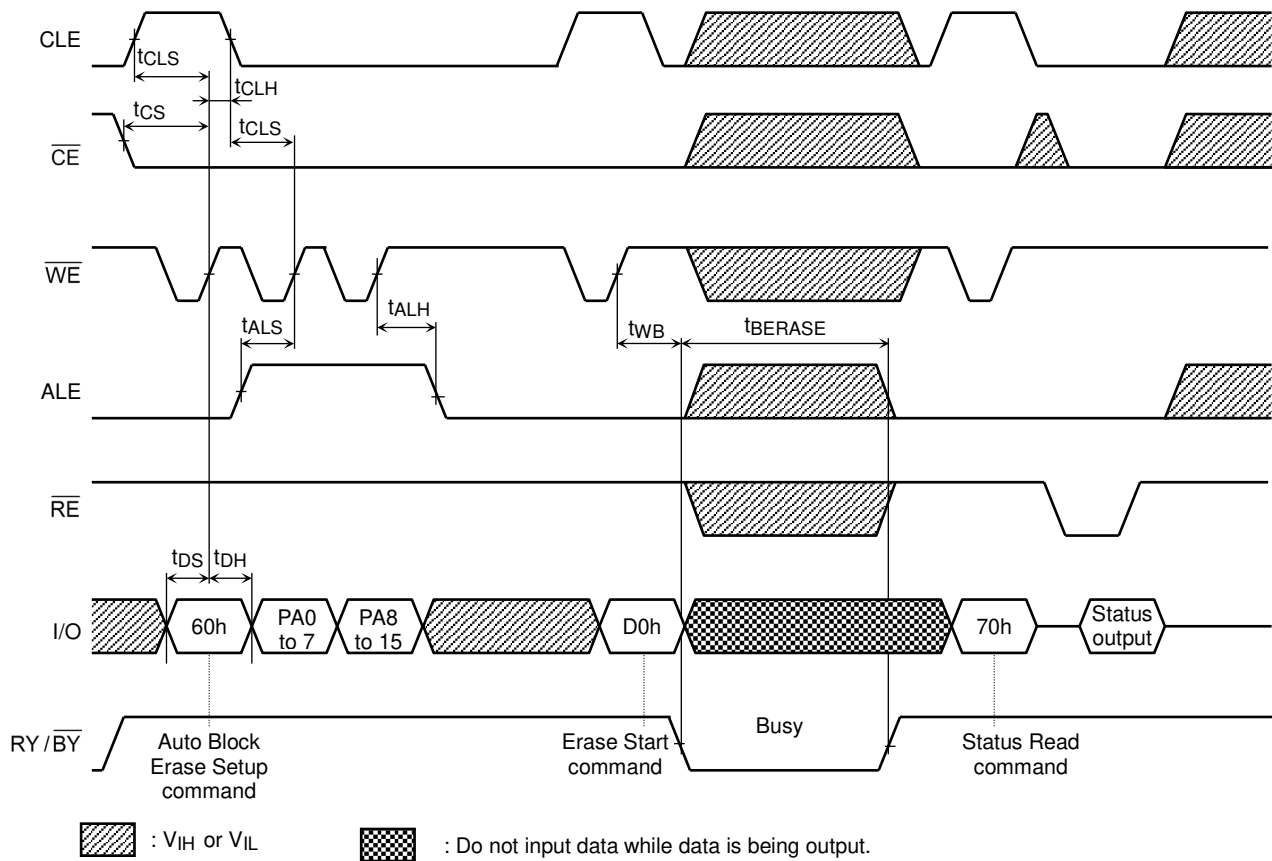 CLE
tCLS
tCLH
tCS
tCLS
CE
WE
tALS
tALH
tWB
tBERASE
ALE
RE
tDS
tDH
I/O
60h
PA0
to 7
PA8
to 15
D0h
70h
Status
output
RY / BY
Busy
Auto Block
Erase Setup
command
Erase Start
command
Status Read
command
: VIH or VIL
: Do not input data while data is being output.